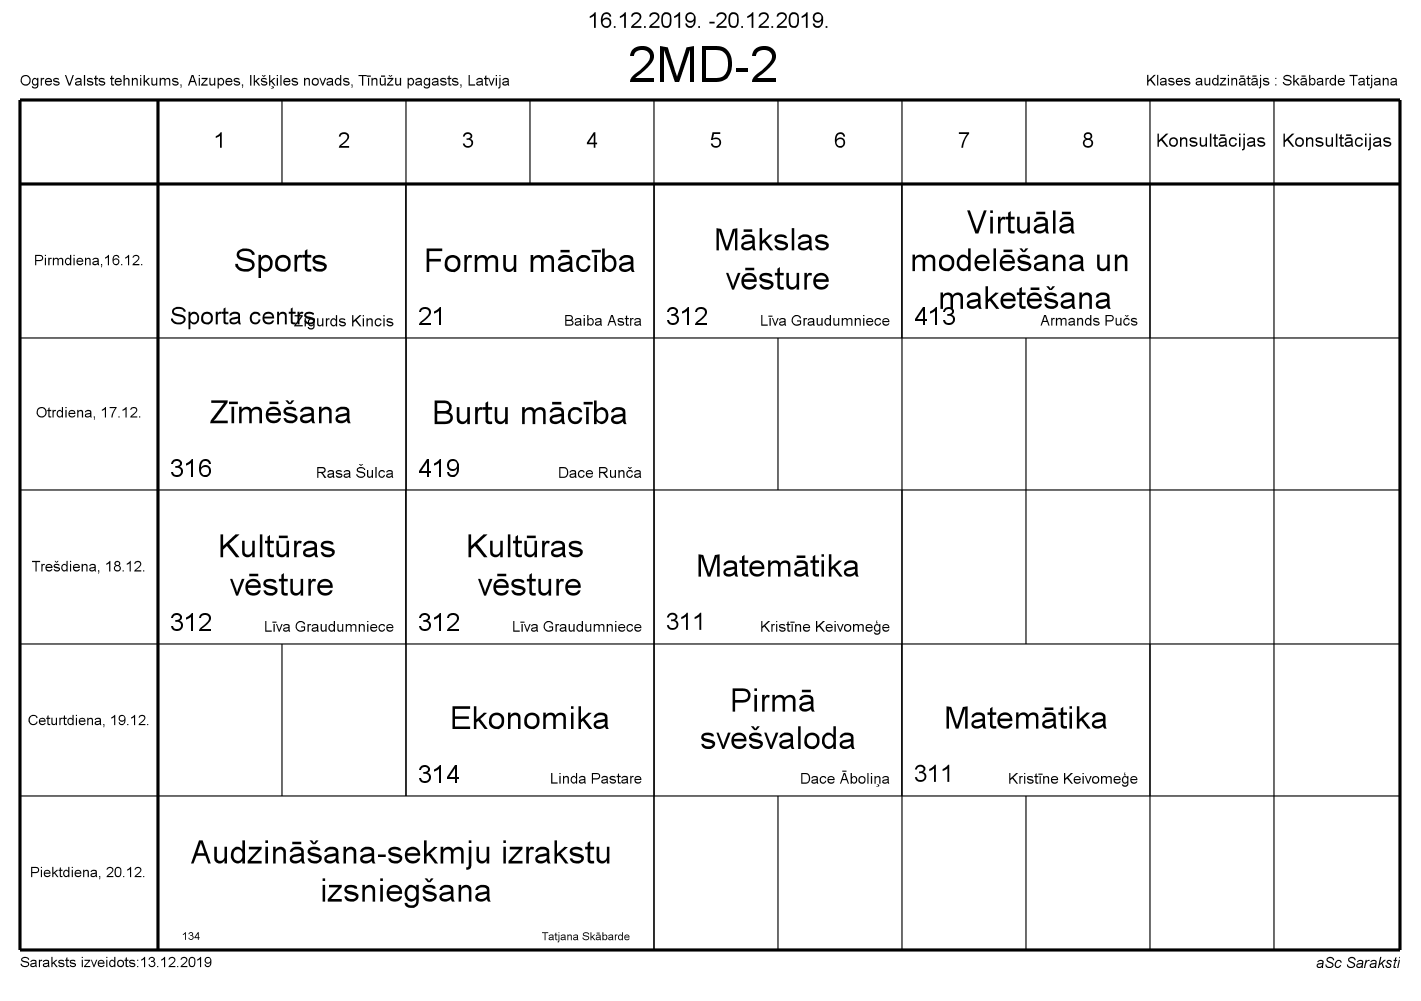 16.12.2019. -20.12.2019.
2MD-2
Ogres Valsts tehnikums, Aizupes, Ikšķiles novads, Tīnūžu pagasts, Latvija
Klases audzinātājs : Skābarde Tatjana
1 2 3 4 5 6 7 8 Konsultācijas Konsultācijas
Pirmdiena,16.12.
Sports
Sporta centrs Zigurds Kincis
Formu mācība
21 Baiba Astra
Mākslas
vēsture
312 Līva Graudumniece
Virtuālā
modelēšana un
maketēšana
413 Armands Pučs
Otrdiena, 17.12.
Zīmēšana
316 Rasa Šulca
Burtu mācība
419 Dace Runča
Trešdiena, 18.12.
Kultūras
vēsture
312 Līva Graudumniece
Kultūras
vēsture
312 Līva Graudumniece
Matemātika
311 Kristīne Keivomeģe
Ceturtdiena, 19.12.
Ekonomika
314 Linda Pastare
Pirmā
svešvaloda
Dace Āboliņa
Matemātika
311 Kristīne Keivomeģe
Piektdiena, 20.12.
Audzināšana-sekmju izrakstu
izsniegšana
134 Tatjana Skābarde
Saraksts izveidots:13.12.2019
aSc Saraksti